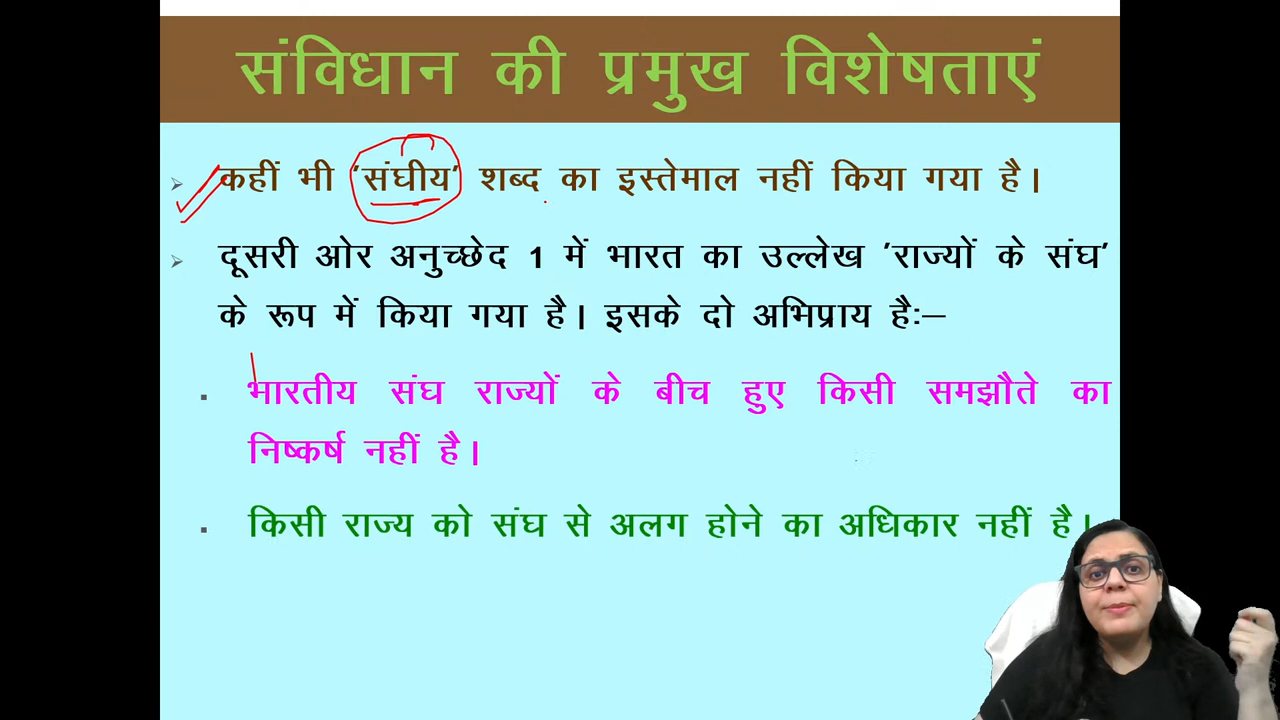 संविधान की प्रमुख विशेषताएं
कहीं भी 'संघीय' शब्द का इस्तेमाल नहीं किया गया है।
दूसरी ओर अनुच्छेद 1 में भारत का उल्लेख 'राज्यों के संघ'
के रूप में किया गया है। इसके दो अभिप्राय हैः–
भारतीय संघ राज्यों के बीच हुए किसी समझौते का
निष्कर्ष नहीं है।
किसी राज्य को संघ से अलग होने का अधिकार नहीं है।